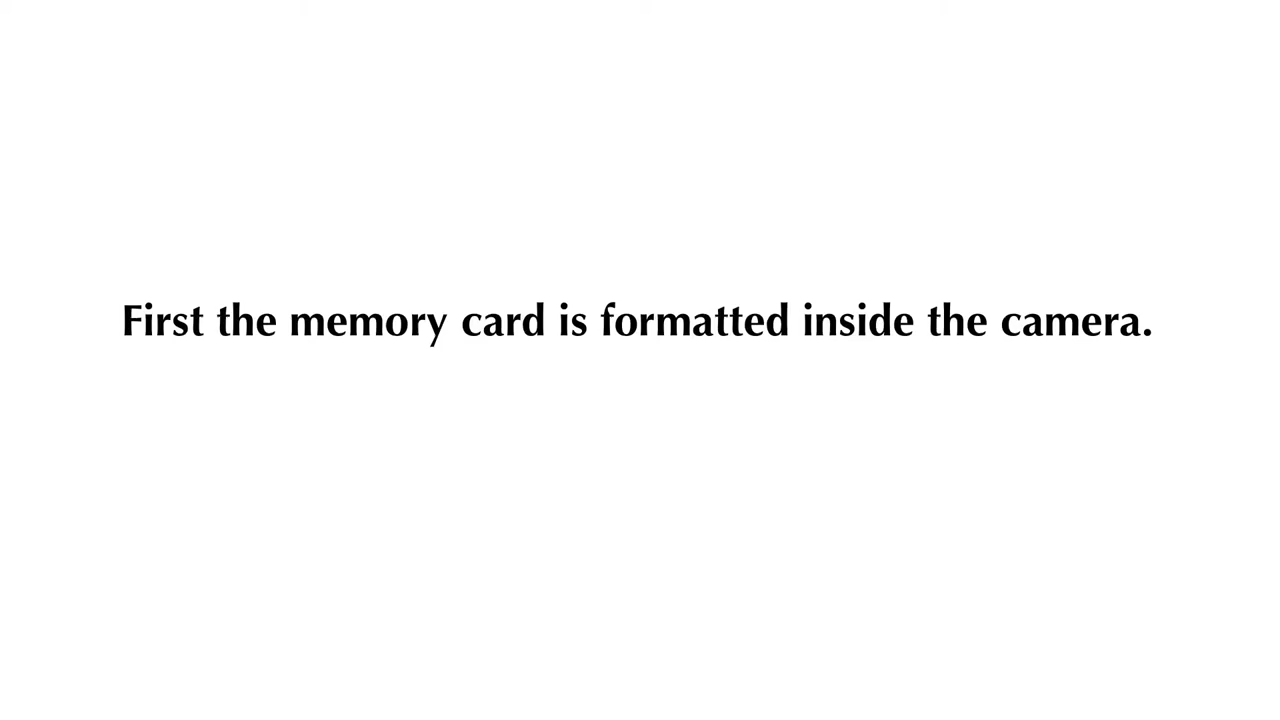 First the memory card is formatted inside the camera.